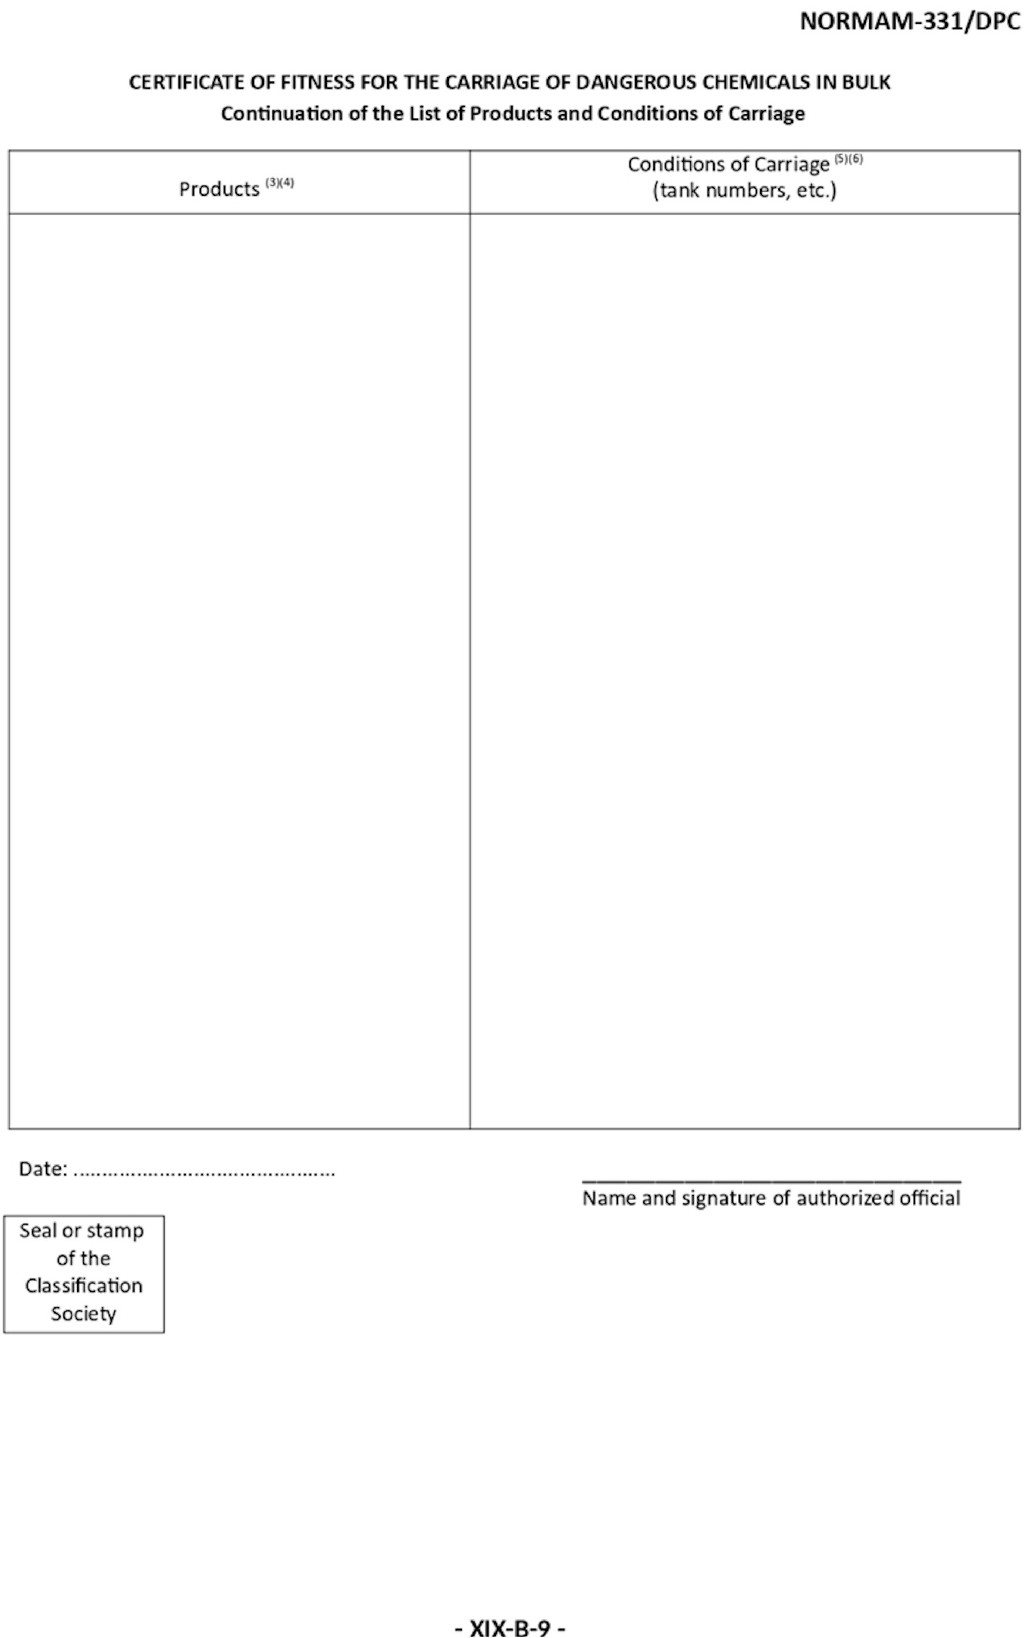 NORMAM-331/DPC
CERTIFICATE OF FITNESS FOR THE CARRIAGE OF DANGEROUS CHEMICALS IN BULK
Continuation of the List of Products and Conditions of Carriage
Products (3)(4)
Conditions of Carriage (5)(6)
(tank numbers, etc.)
Date: ..............................................
Name and signature of authorized official
Seal or stamp
of the
Classification
Society
- XIX-B-9 -